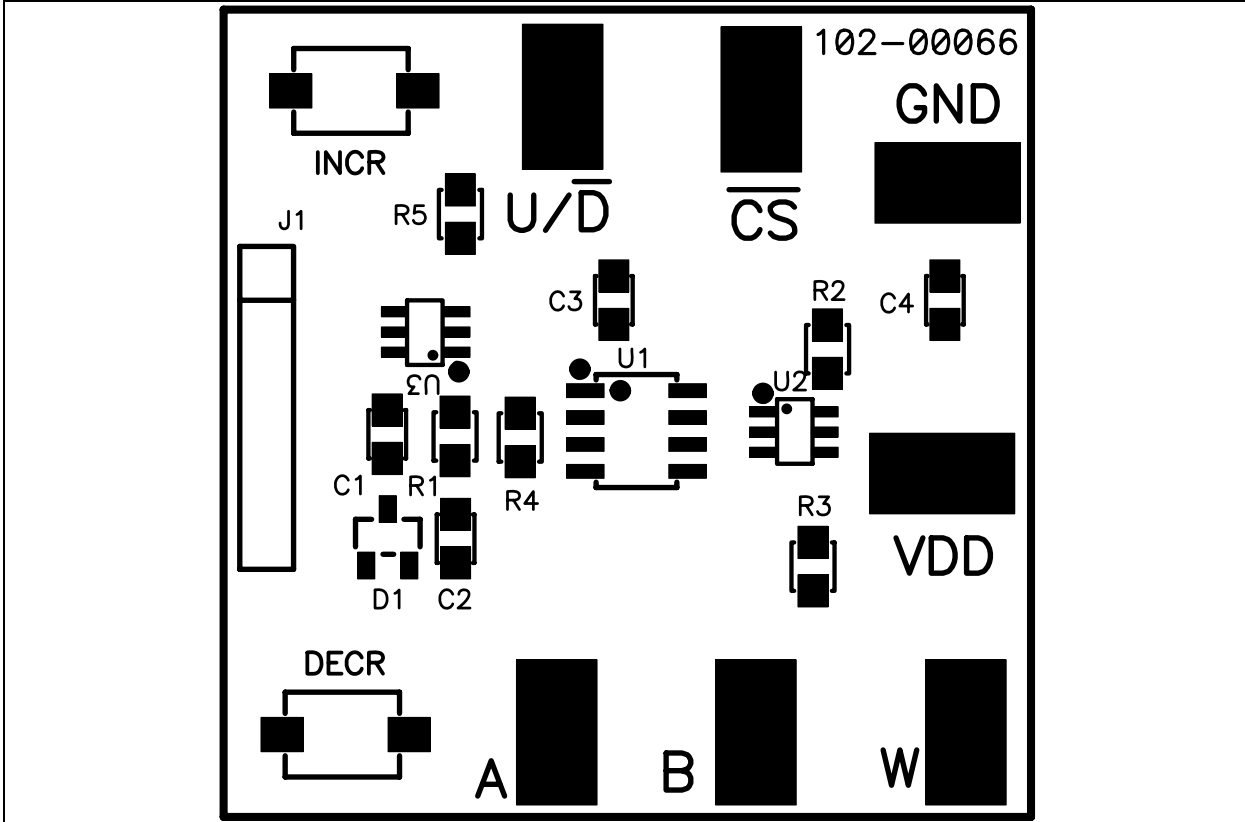 102-00066
GND
INCR
U/D̅
C̅S̅
J1
R5
C3
R2
C4
U1
U3
U2
C1
R1
R4
R3
VDD
D1
C2
DECR
A
B
W